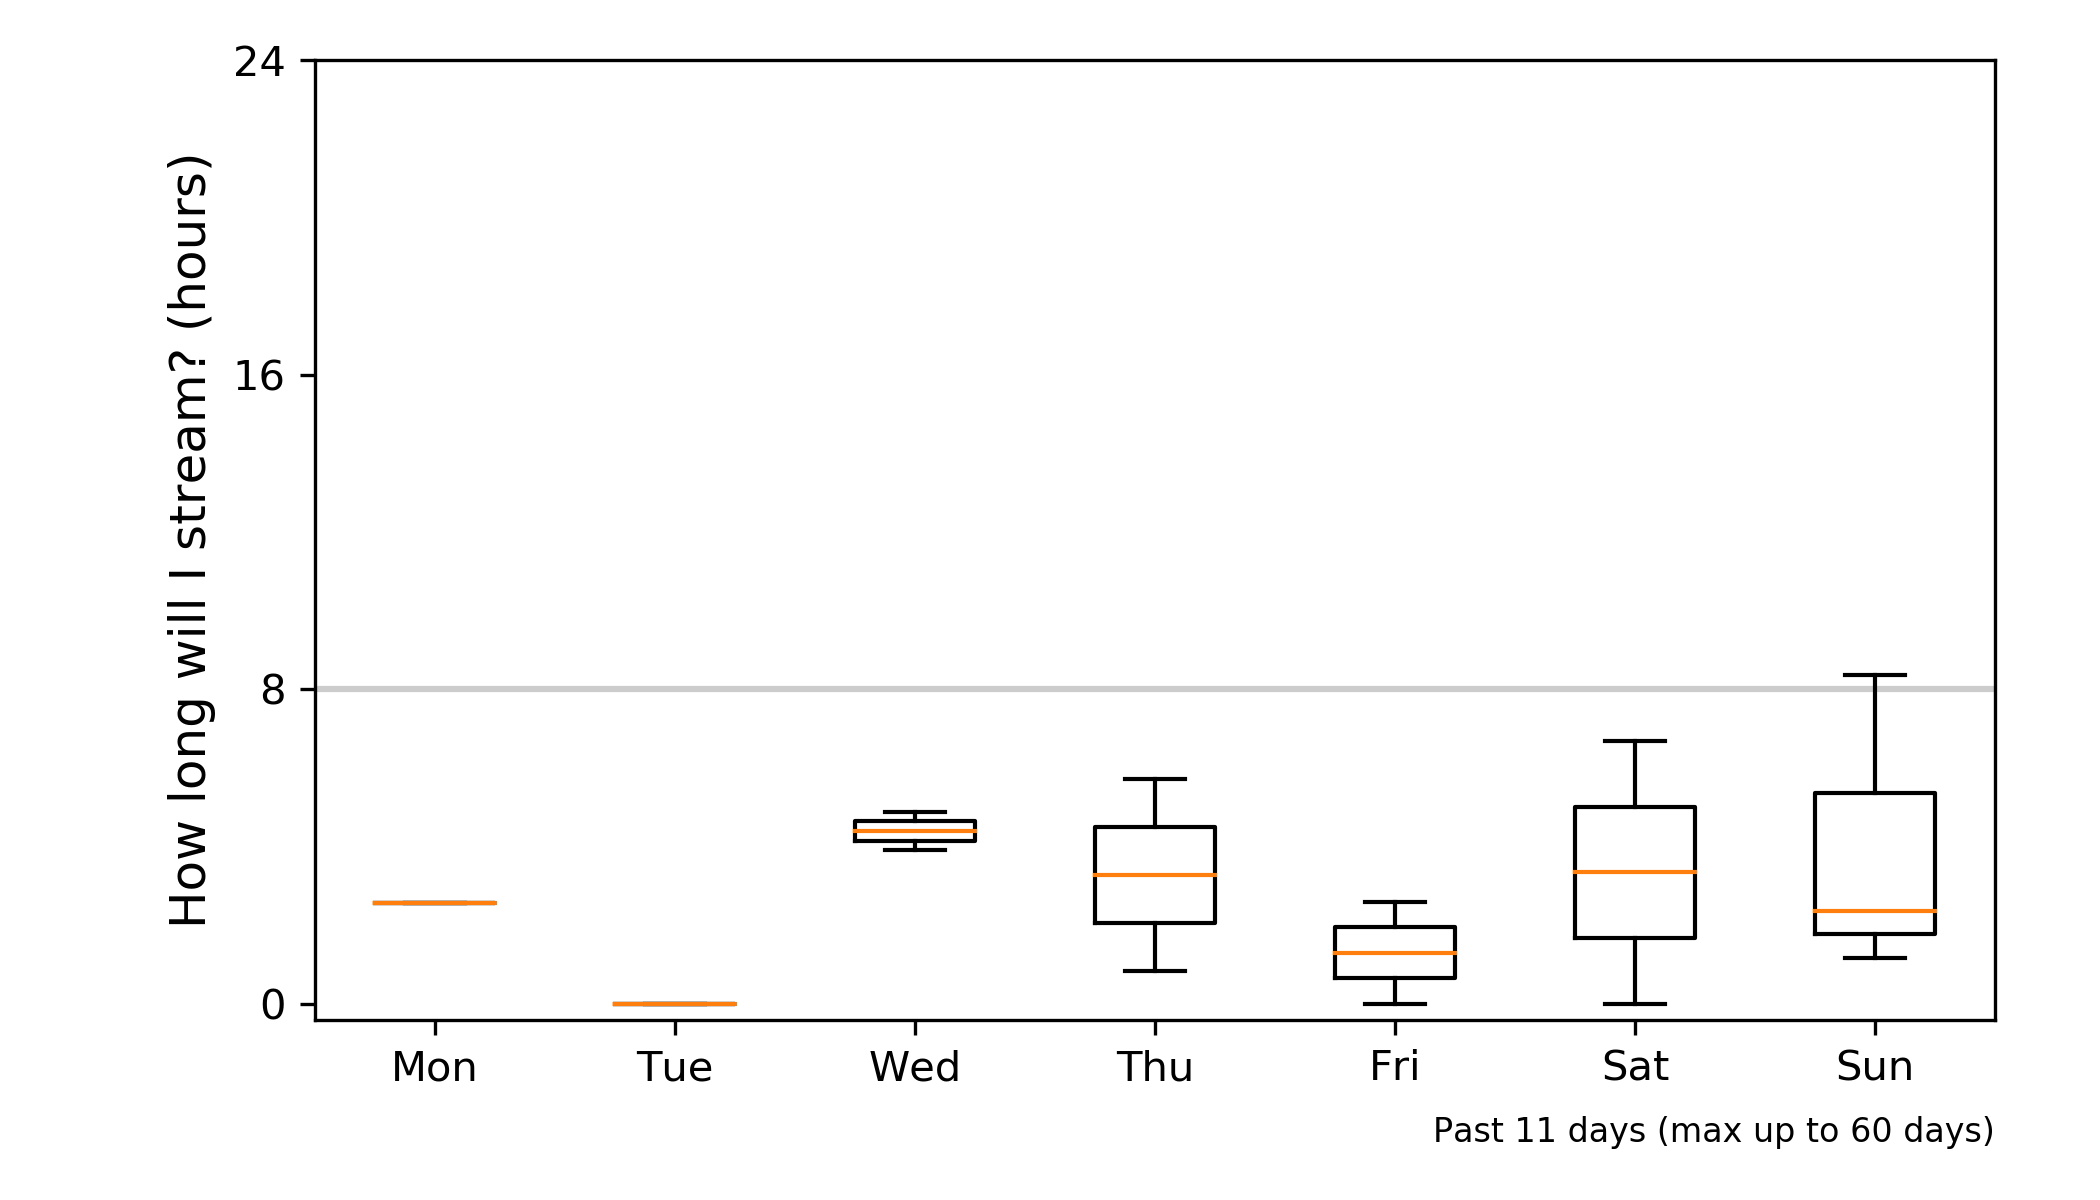 How long will I stream? (hours)
24
16
8
0
Mon Tue Wed Thu Fri Sat Sun
Past 11 days (max up to 60 days)